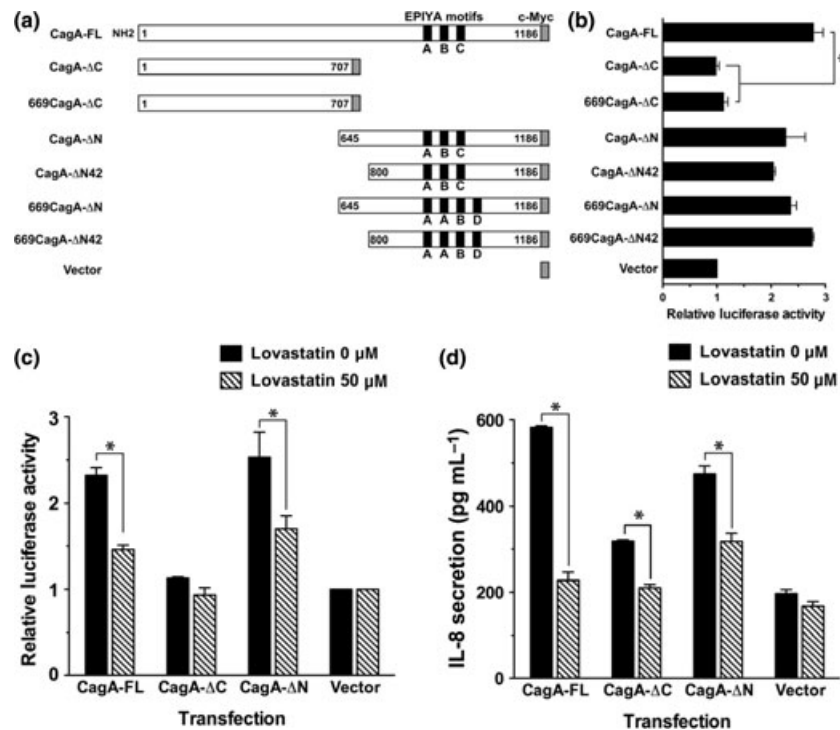 (a)
EPIYA motifs c-Myc
CagA-FL NH2 1 1186
A B C
CagA-ΔC 1 707
669CagA-ΔC 1 707
CagA-ΔN 645 1186
A B C
CagA-ΔN42 800 1186
A B C
669CagA-ΔN 645 1186
A A B D
669CagA-ΔN42 800 1186
A A B D
Vector
(b)
CagA-FL
CagA-ΔC
669CagA-ΔC
CagA-ΔN
CagA-ΔN42
669CagA-ΔN
669CagA-ΔN42
Vector
0 1 2 3
Relative luciferase activity
(c)
Lovastatin 0 μM
Lovastatin 50 μM
Relative luciferase activity
3
2
1
0
*
*
CagA-FL CagA-ΔC CagA-ΔN Vector
Transfection
(d)
Lovastatin 0 μM
Lovastatin 50 μM
IL-8 secretion (pg mL⁻¹)
600
400
200
0
*
*
*
CagA-FL CagA-ΔC CagA-ΔN Vector
Transfection